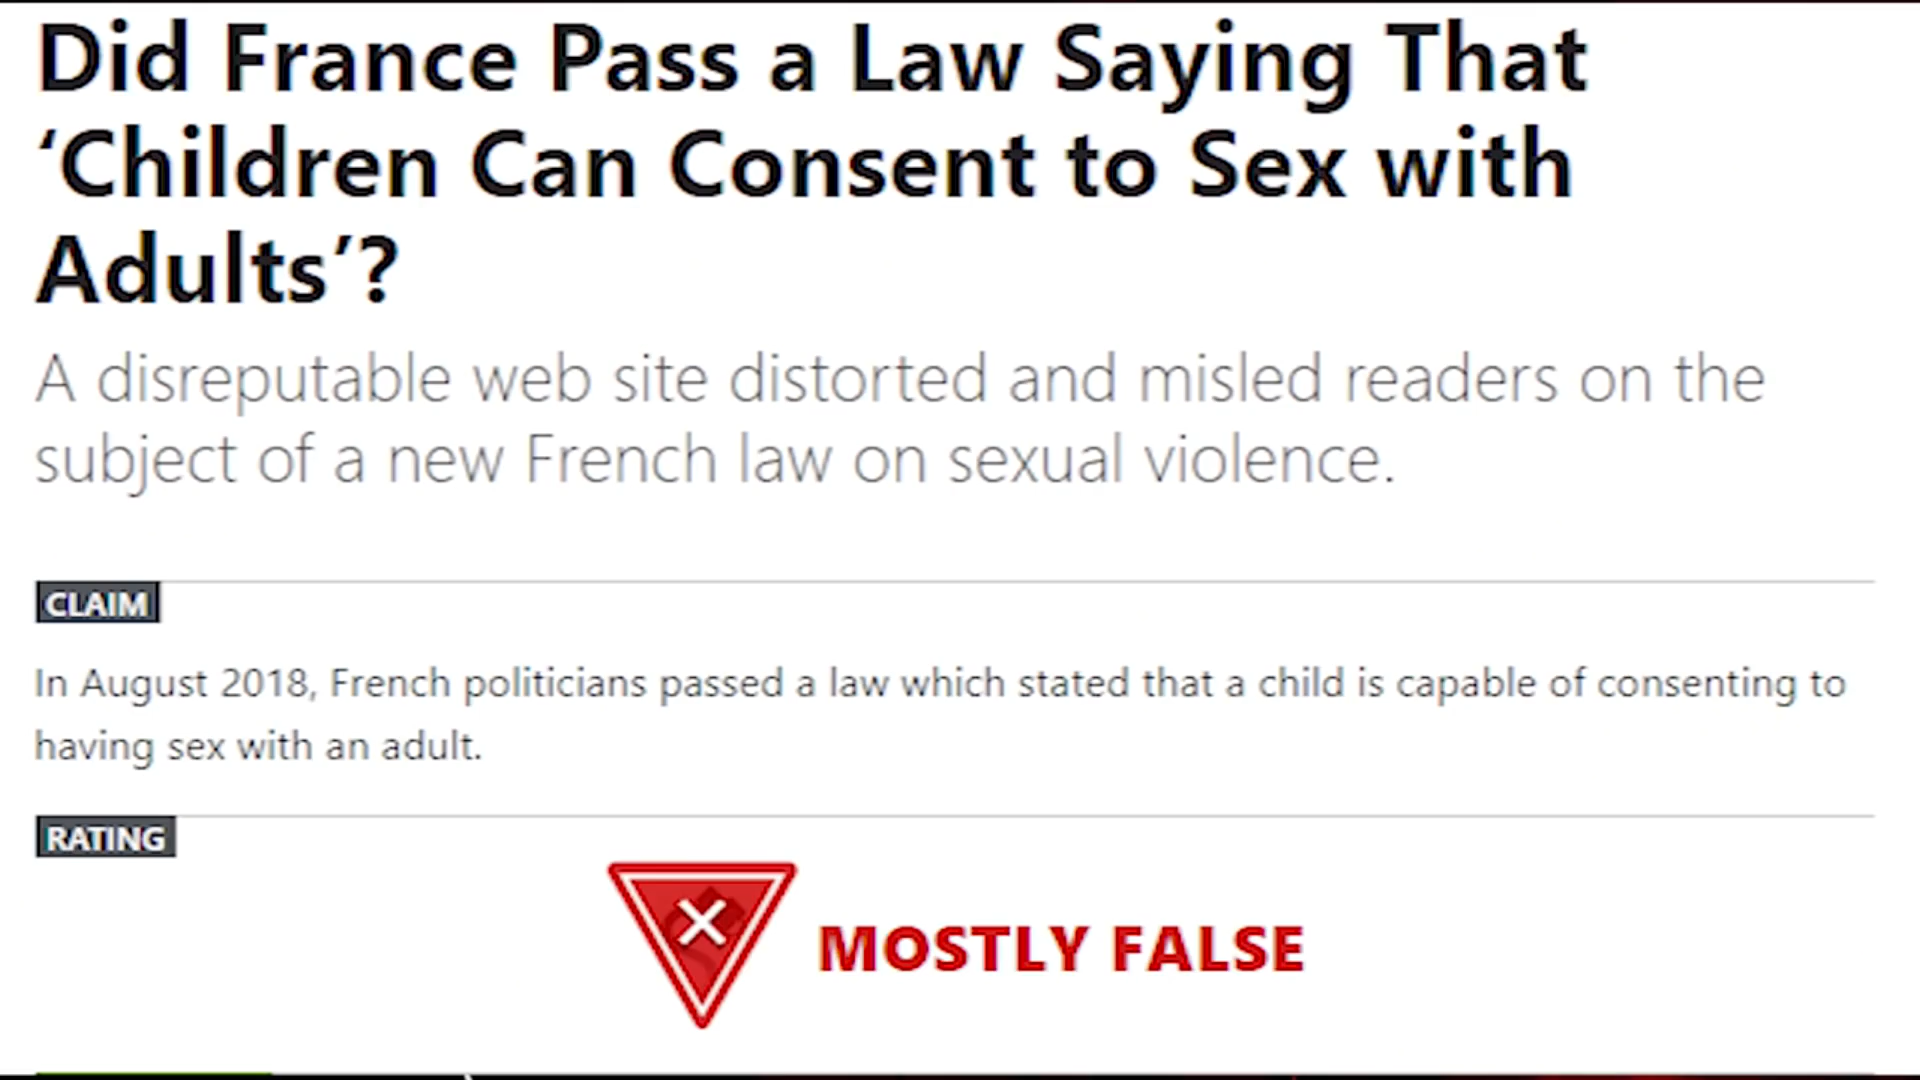 Did France Pass a Law Saying That
‘Children Can Consent to Sex with
Adults’?
A disreputable web site distorted and misled readers on the
subject of a new French law on sexual violence.
CLAIM
In August 2018, French politicians passed a law which stated that a child is capable of consenting to
having sex with an adult.
RATING
MOSTLY FALSE